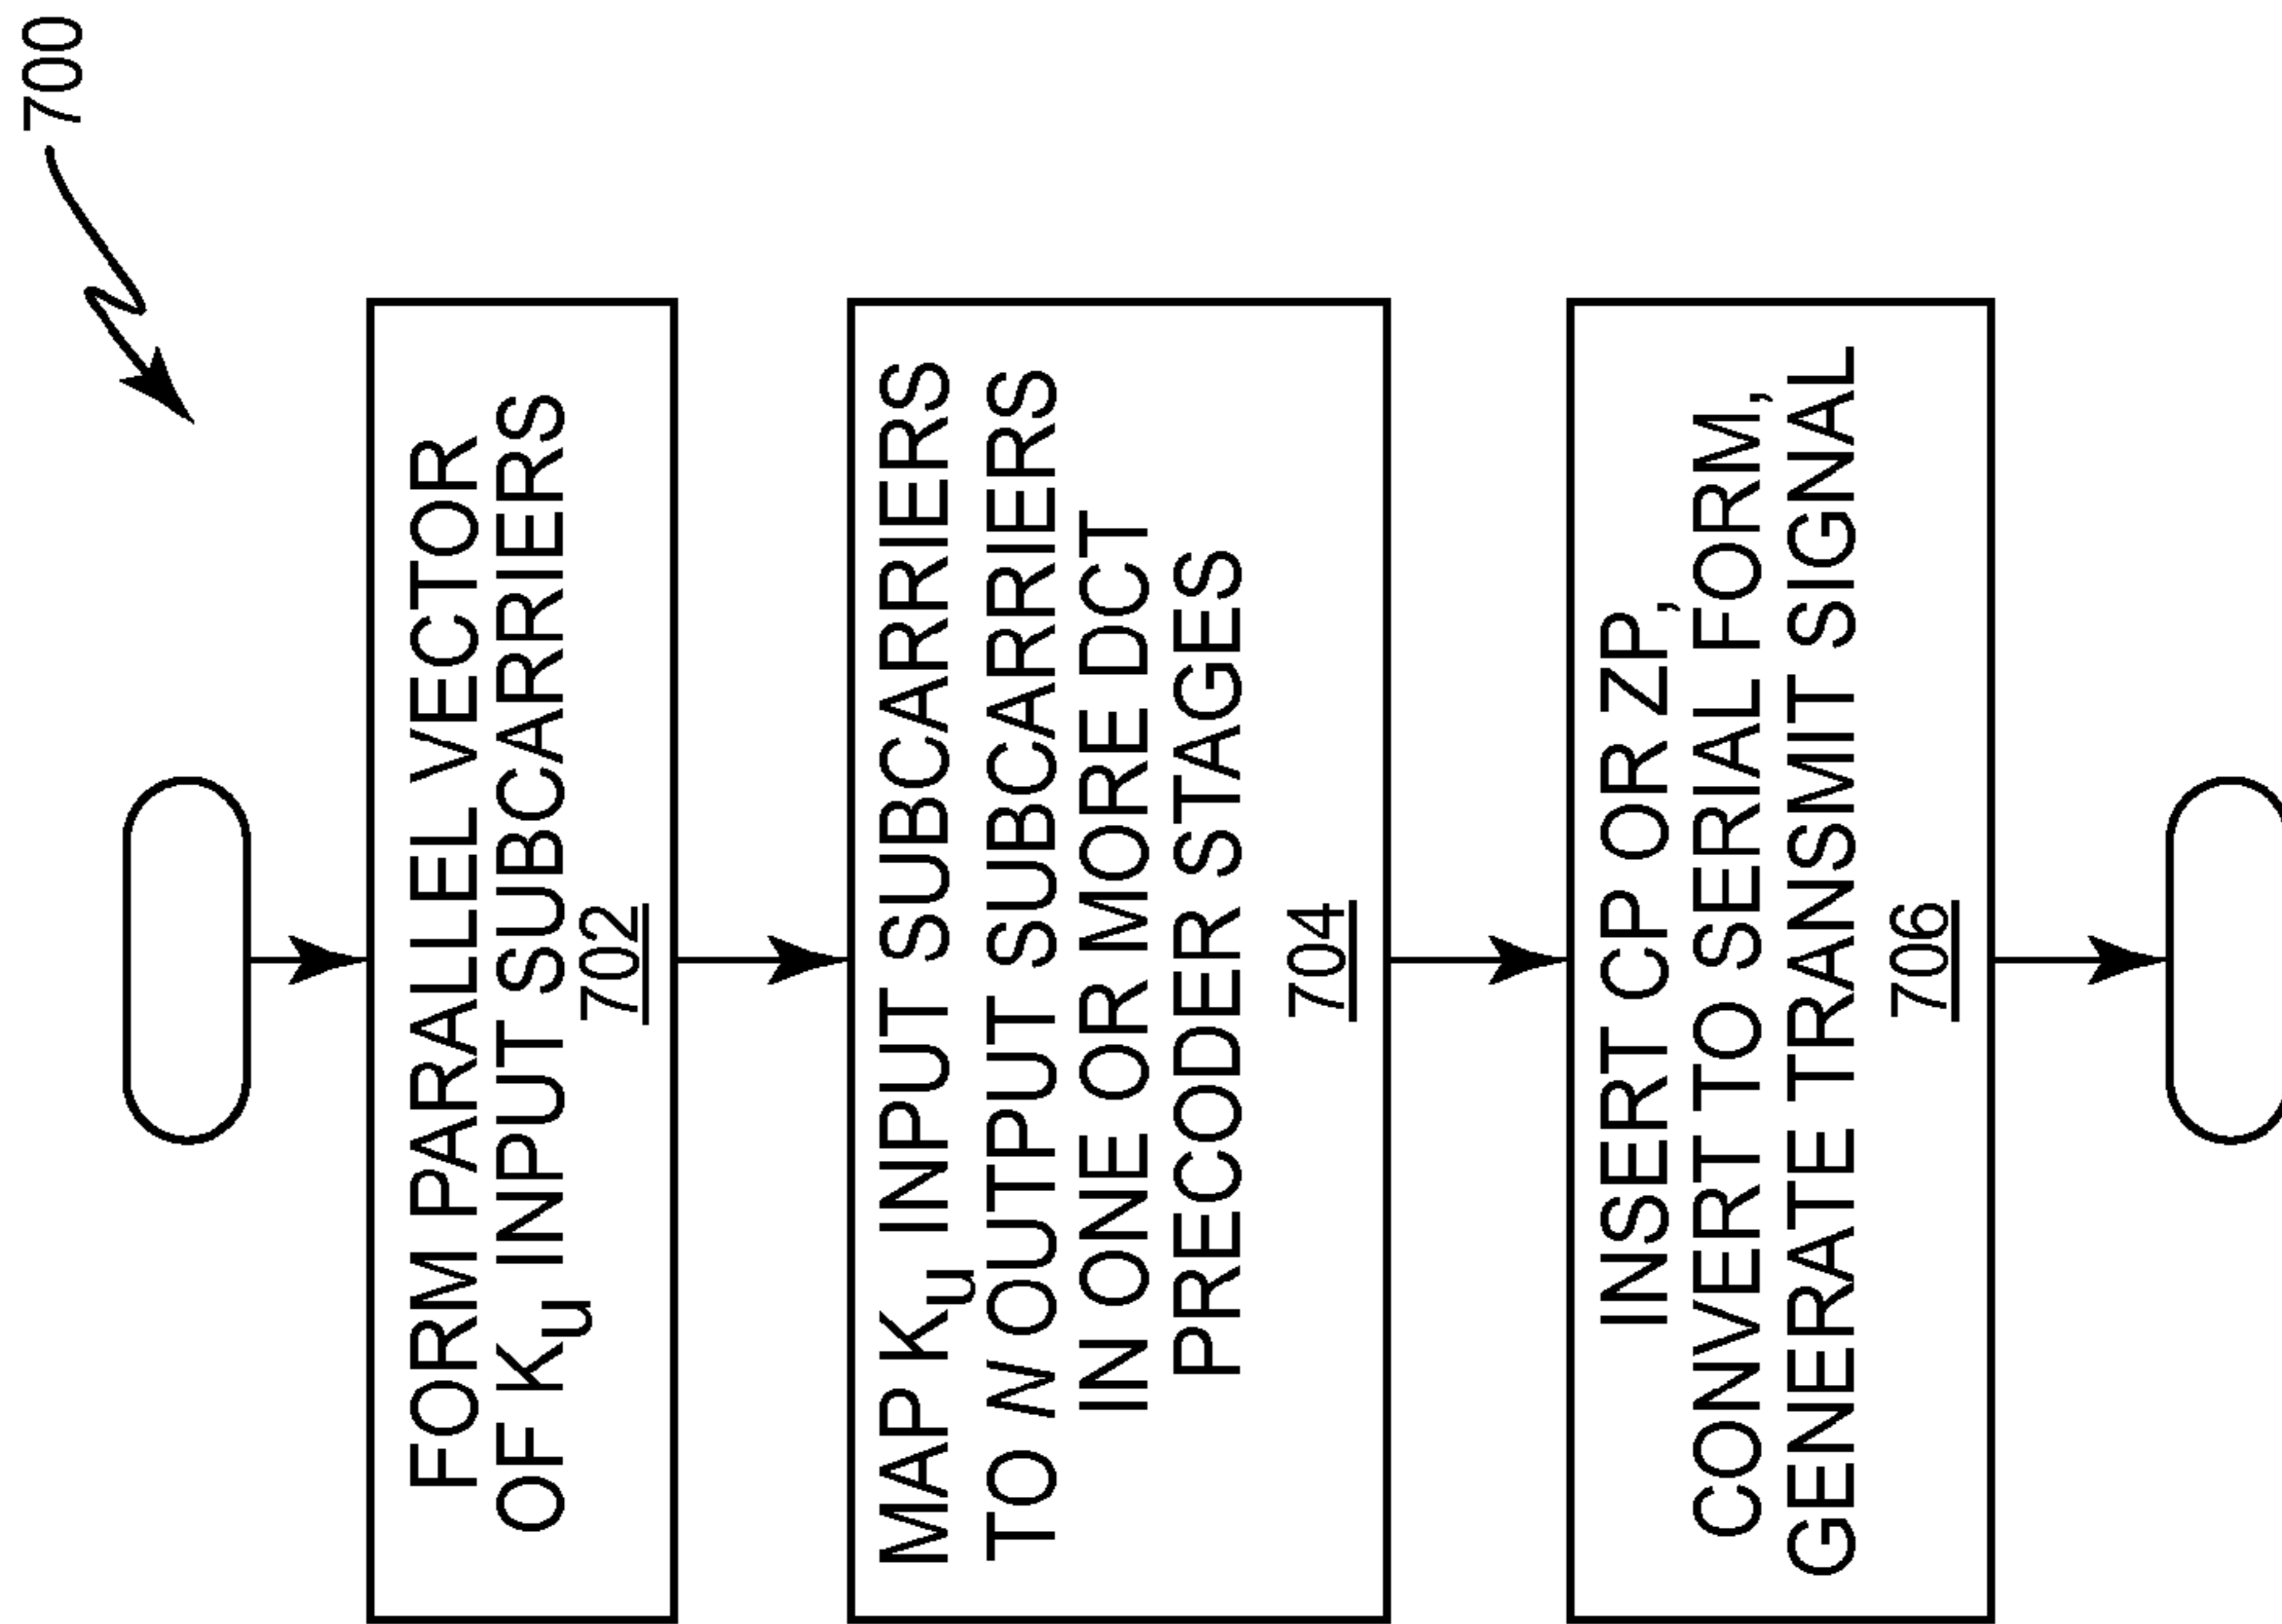 700
FORM PARALLEL VECTOR
OF Ku INPUT SUBCARRIERS
702
MAP Ku INPUT SUBCARRIERS
TO N OUTPUT SUBCARRIERS
IN ONE OR MORE DCT
PRECODER STAGES
704
INSERT CP OR ZP,
CONVERT TO SERIAL FORM,
GENERATE TRANSMIT SIGNAL
706